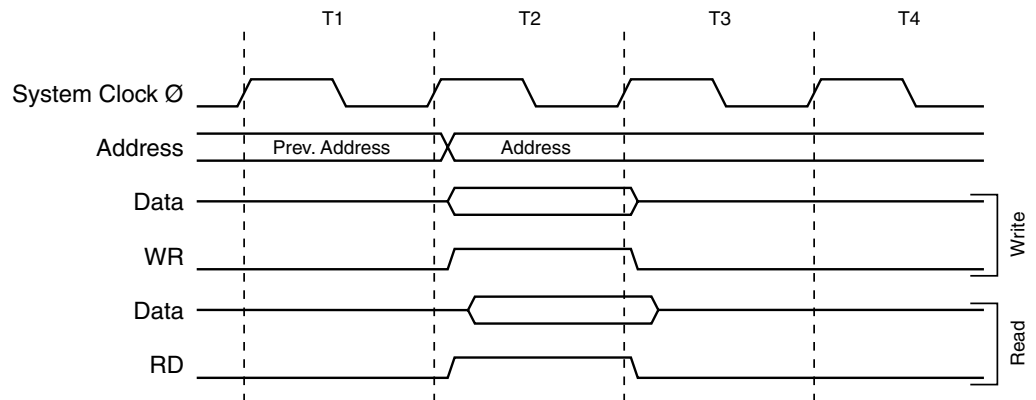 T1 T2 T3 T4
System Clock Ø
Address Prev. Address Address
Data
WR
Write
Data
RD
Read